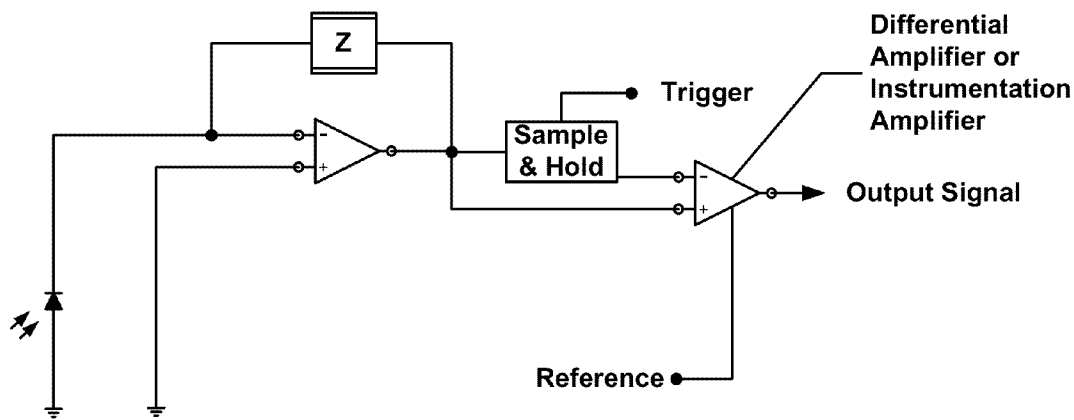 Differential
Amplifier or
Instrumentation
Amplifier
Z
Trigger
Sample
& Hold
-
+
-
+
Output Signal
Reference